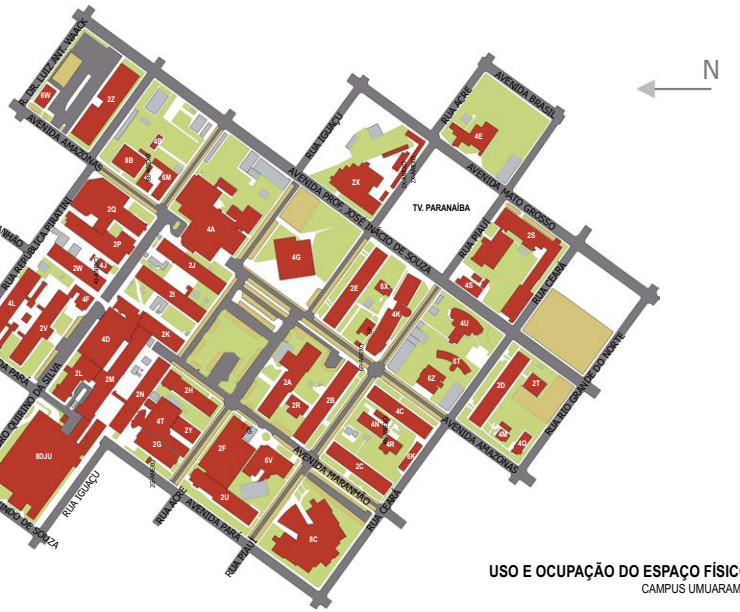 N
R. DR. LUIZ ANT. WAACK
AVENIDA BRASIL
RUA ACRE
6W
2Z
4E
AVENIDA AMAZONAS
8B
6M
RUA IGUAÇU
2X
AVENIDA MATO GROSSO
TV. PARANAÍBA
AVENIDA PROF. JOSÉ INÁCIO DE SOUZA
RUA REPÚBLICA PIRATINI
2Q
2P
4A
RUA PIAUÍ
2S
2W
4J
2J
4G
RUA CEARÁ
4S
4L
4F
2I
2E
6X
4K
2V
4D
2K
4U
RUA RIO GRANDE DO NORTE
2L
2M
6T
6Z
2A
2D
2T
2N
2H
2R
2B
4C
4T
2Y
4N
4R
AVENIDA AMAZONAS
4M
4Q
2G
2F
6V
AVENIDA MARANHÃO
2C
6K
8DJU
RUA IGUAÇU
2U
RUA CEARÁ
RUA ACRE
AVENIDA PARÁ
8C
RUA PIAUÍ
USO E OCUPAÇÃO DO ESPAÇO FÍSICO
CAMPUS UMUARAM